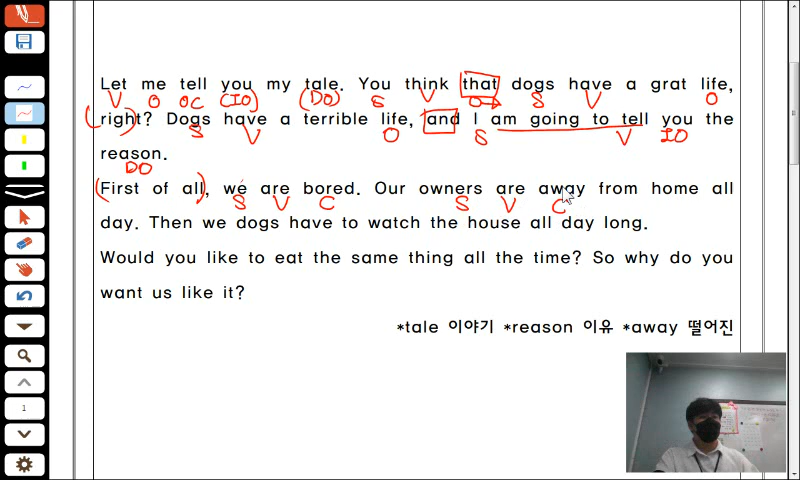 Let me tell you my tale. You think that dogs have a grat life,
V O OC (IO) (DO) S V O S V O
right? Dogs have a terrible life, and I am going to tell you the
S V O S V IO
reason.
DO
(First of all), we are bored. Our owners are away from home all
S V C S V C
day. Then we dogs have to watch the house all day long.
Would you like to eat the same thing all the time? So why do you
want us like it?
*tale 이야기 *reason 이유 *away 떨어진
1